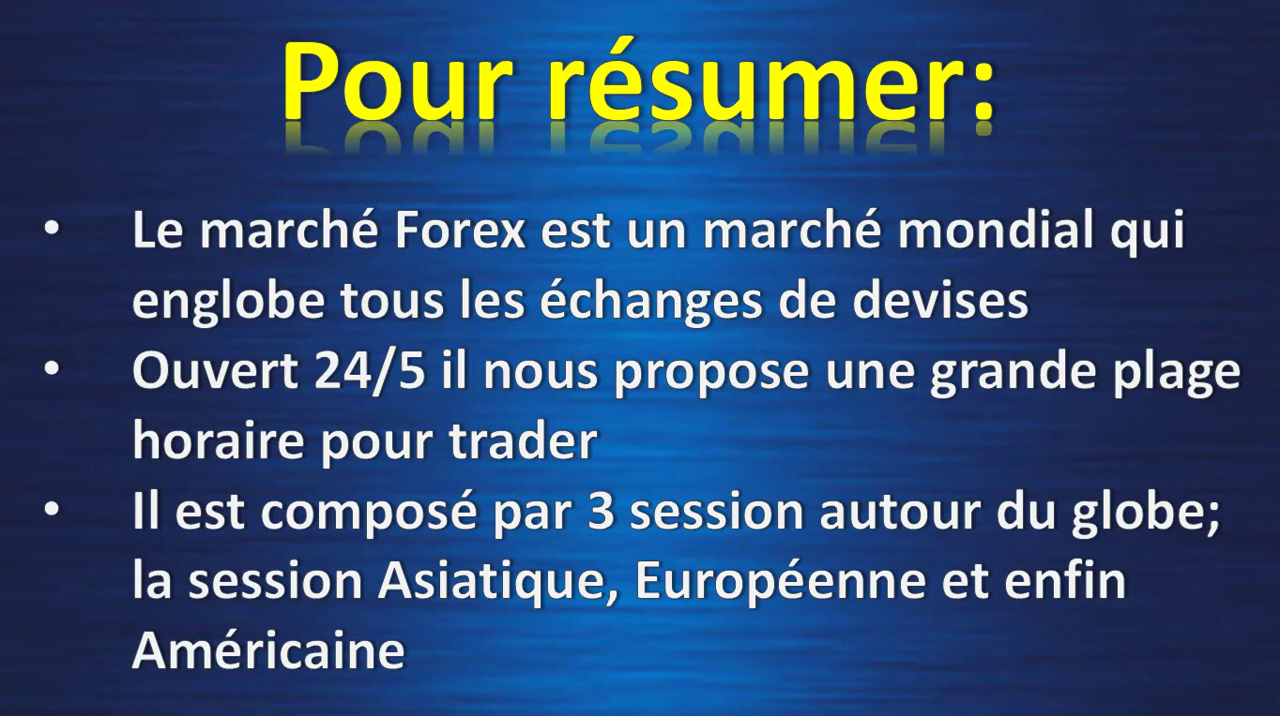 Pour résumer:
• Le marché Forex est un marché mondial qui
englobe tous les échanges de devises
• Ouvert 24/5 il nous propose une grande plage
horaire pour trader
• Il est composé par 3 session autour du globe;
la session Asiatique, Européenne et enfin
Américaine